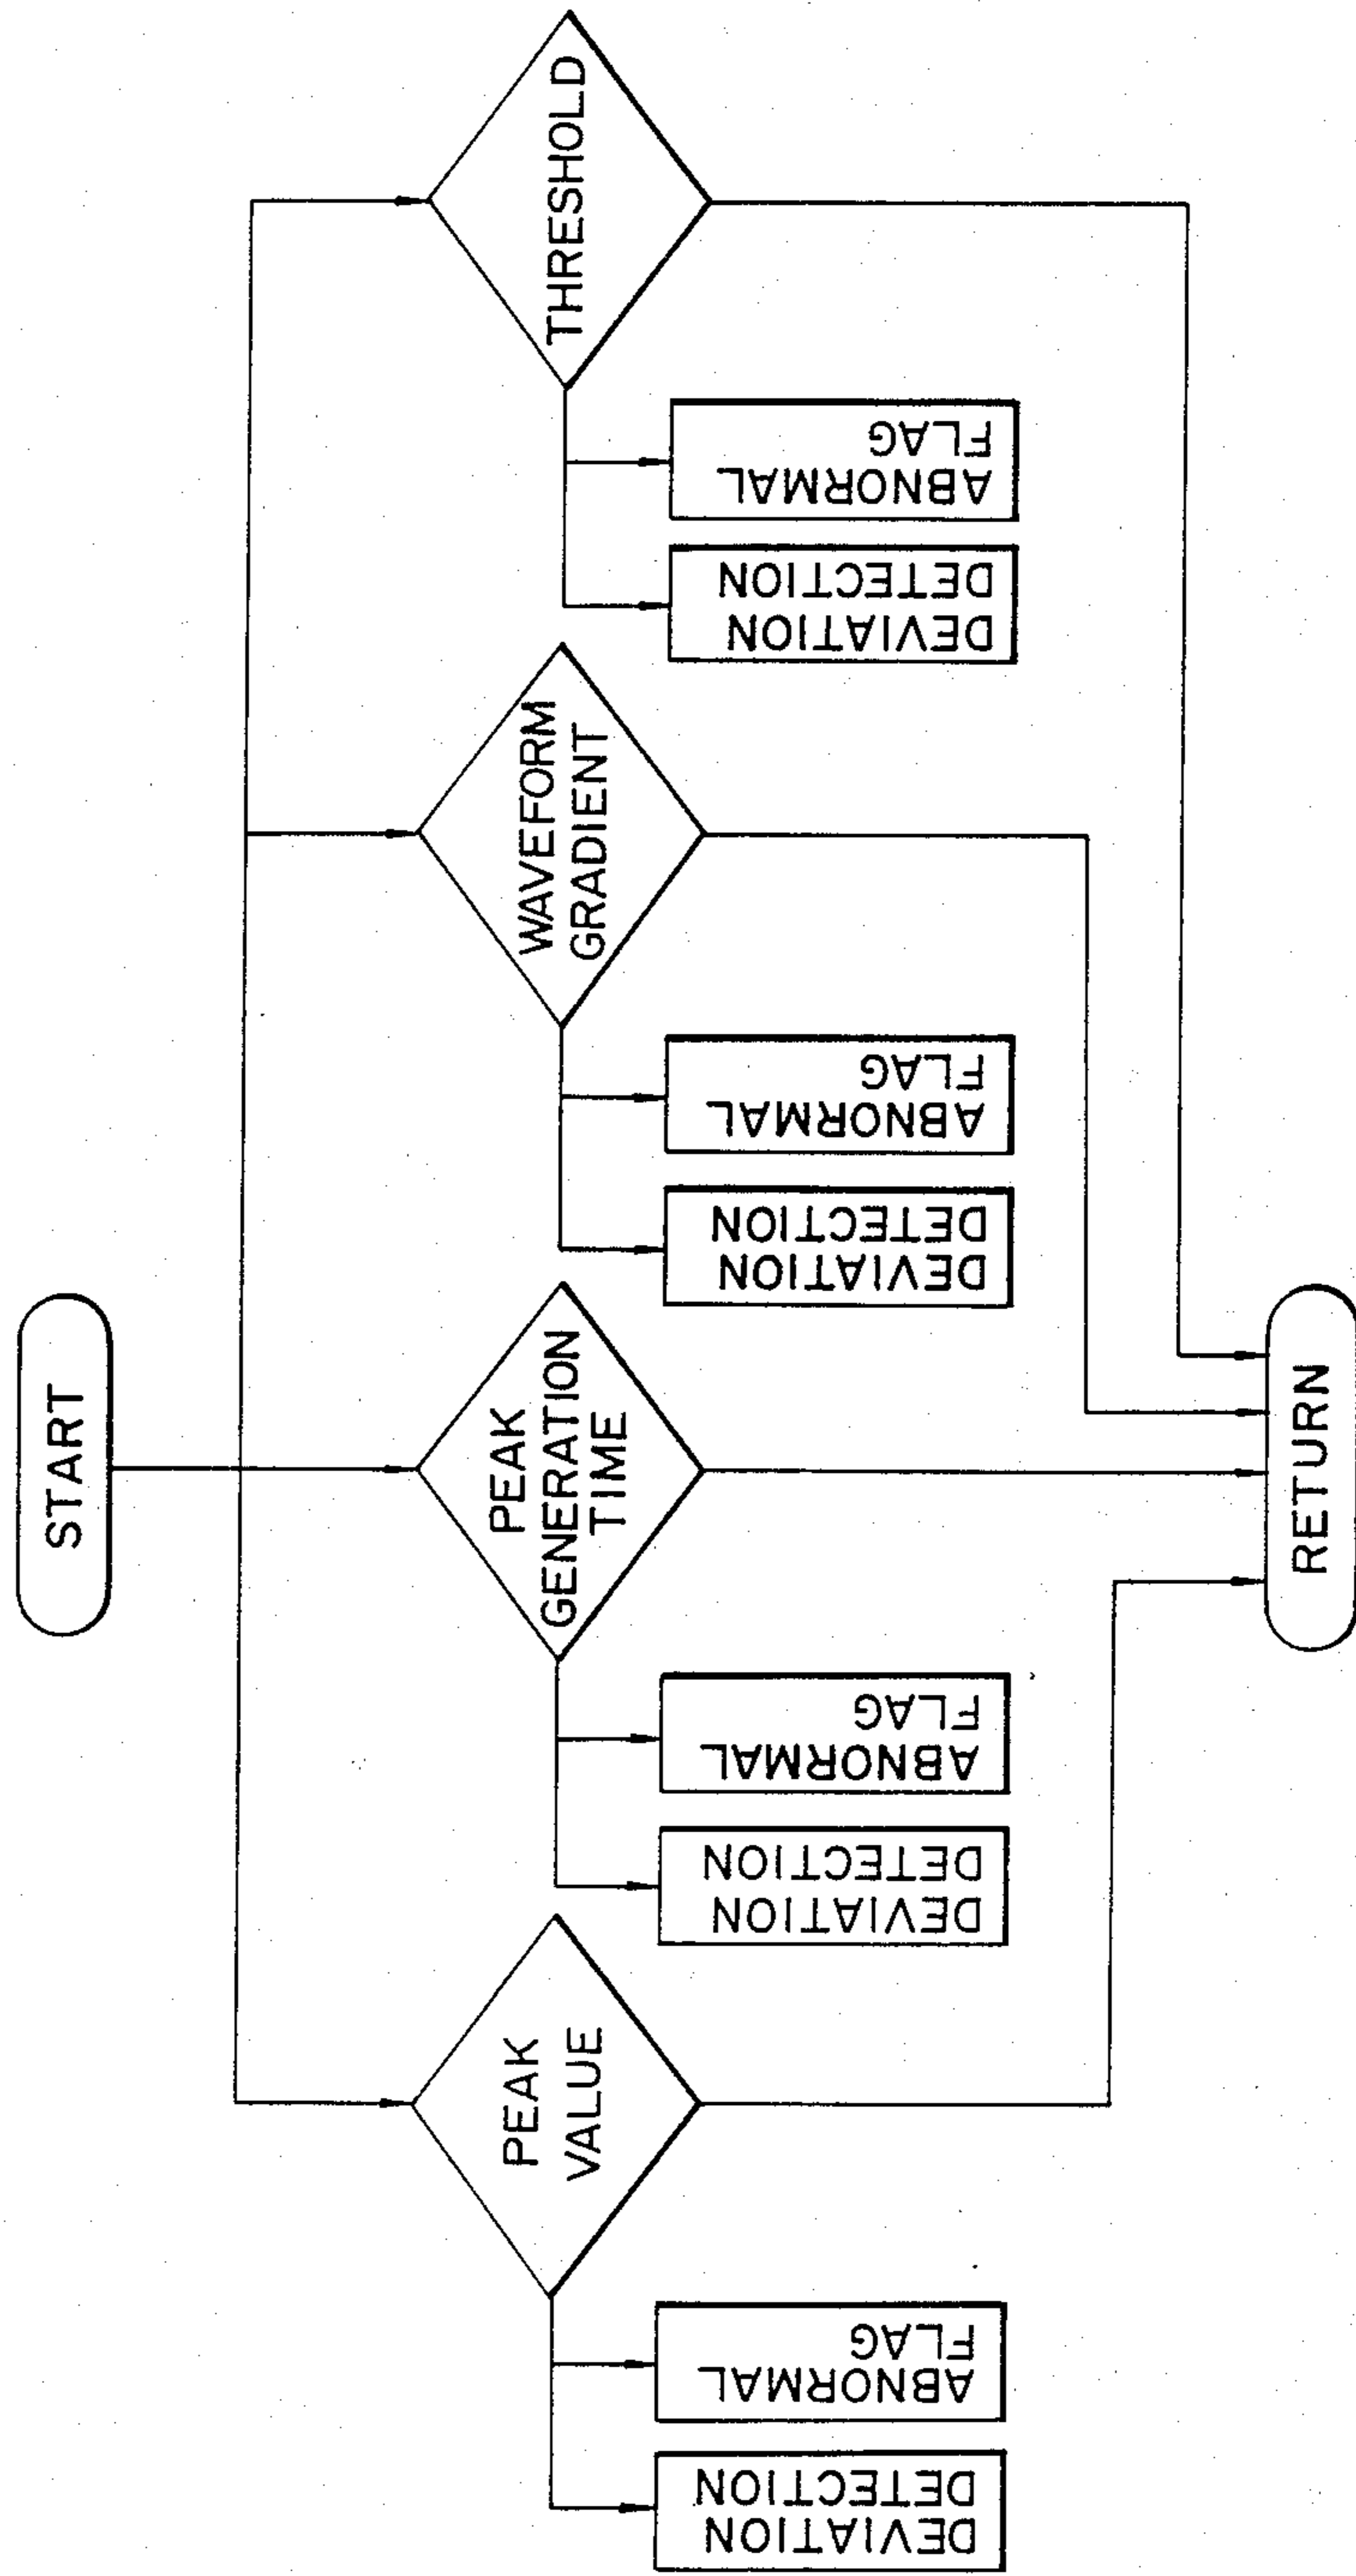 START
PEAK
VALUE
PEAK
GENERATION
TIME
WAVEFORM
GRADIENT
THRESHOLD
DEVIATION
DETECTION
ABNORMAL
FLAG
DEVIATION
DETECTION
ABNORMAL
FLAG
DEVIATION
DETECTION
ABNORMAL
FLAG
DEVIATION
DETECTION
ABNORMAL
FLAG
RETURN